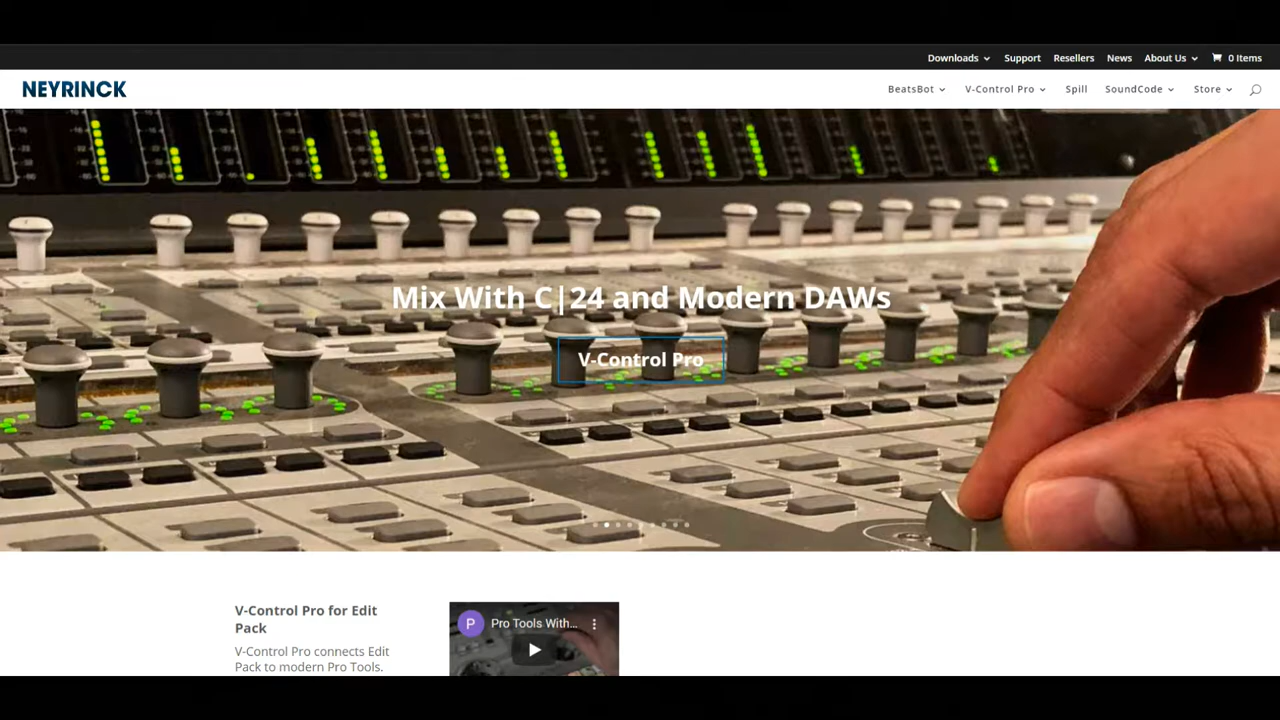 Downloads Support Resellers News About Us 0 Items
NEYRINCK
BeatsBot V-Control Pro Spill SoundCode Store
Mix With C|24 and Modern DAWs
V-Control Pro
V-Control Pro for Edit
Pack
V-Control Pro connects Edit
Pack to modern Pro Tools.
P Pro Tools With...